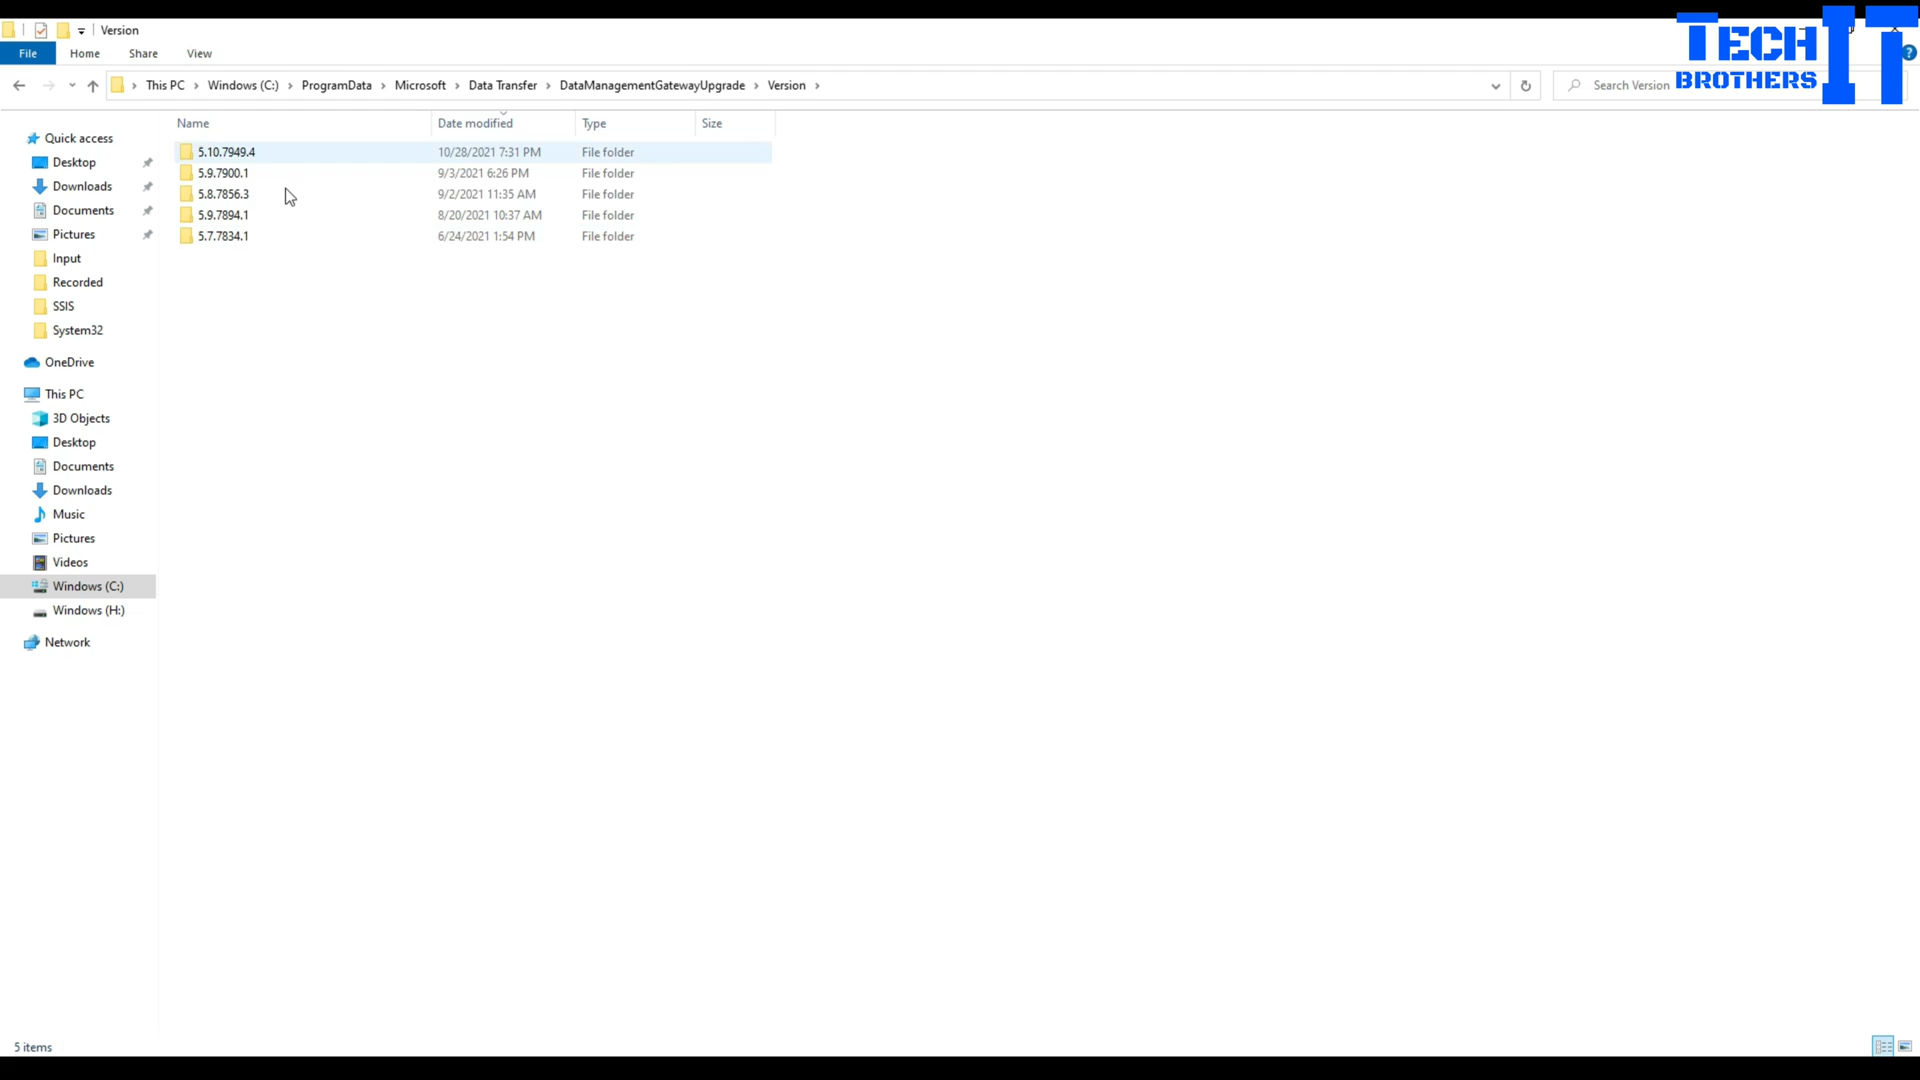 Version
File Home Share View
This PC Windows (C:) ProgramData Microsoft Data Transfer DataManagementGatewayUpgrade Version Search Version
TECH IT
BROTHERS
Name Date modified Type Size
5.10.7949.4 10/28/2021 7:31 PM File folder
5.9.7900.1 9/3/2021 6:26 PM File folder
5.8.7856.3 9/2/2021 11:35 AM File folder
5.9.7894.1 8/20/2021 10:37 AM File folder
5.7.7834.1 6/24/2021 1:54 PM File folder
Quick access
Desktop
Downloads
Documents
Pictures
Input
Recorded
SSIS
System32
OneDrive
This PC
3D Objects
Desktop
Documents
Downloads
Music
Pictures
Videos
Windows (C:)
Windows (H:)
Network
5 items